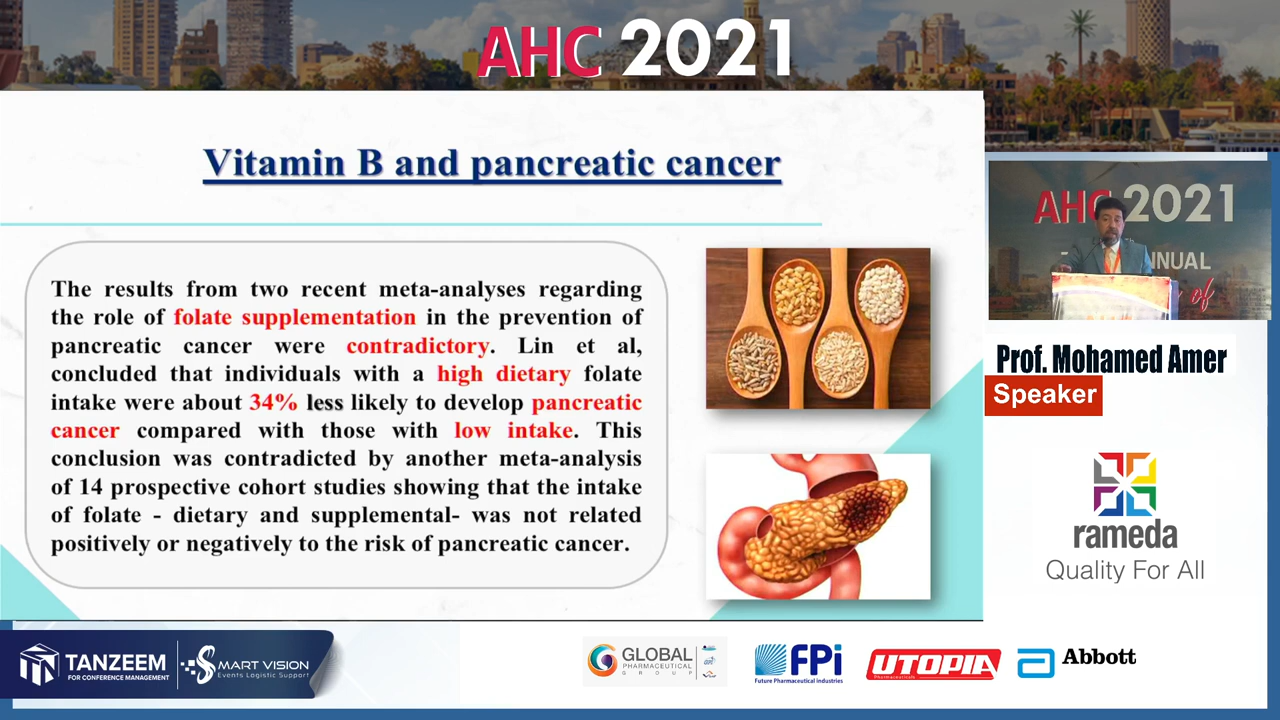 AHC 2021
Vitamin B and pancreatic cancer
The results from two recent meta-analyses regarding
the role of folate supplementation in the prevention of
pancreatic cancer were contradictory. Lin et al,
concluded that individuals with a high dietary folate
intake were about 34% less likely to develop pancreatic
cancer compared with those with low intake. This
conclusion was contradicted by another meta-analysis
of 14 prospective cohort studies showing that the intake
of folate - dietary and supplemental- was not related
positively or negatively to the risk of pancreatic cancer.
AHC 2021
NNUAL
of
Prof. Mohamed Amer
Speaker
rameda
Quality For All
TANZEEM
FOR CONFERENCE MANAGEMENT
SMART VISION
Events Logistic Support
GLOBAL
PHARMACEUTICAL
GROUP
FPi
Future Pharmaceutical Industries
UTOPIA
Pharmaceuticals
Abbott